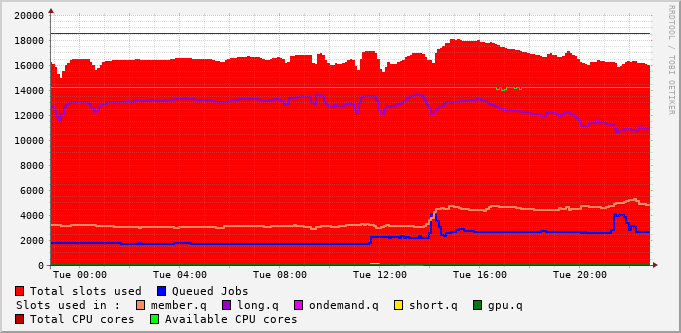 20000
18000
16000
14000
12000
10000
8000
6000
4000
2000
0
Tue 00:00 Tue 04:00 Tue 08:00 Tue 12:00 Tue 16:00 Tue 20:00
RRDTOOL / TOBI OETIKER
Total slots used Queued Jobs
Slots used in : member.q long.q ondemand.q short.q gpu.q
Total CPU cores Available CPU cores